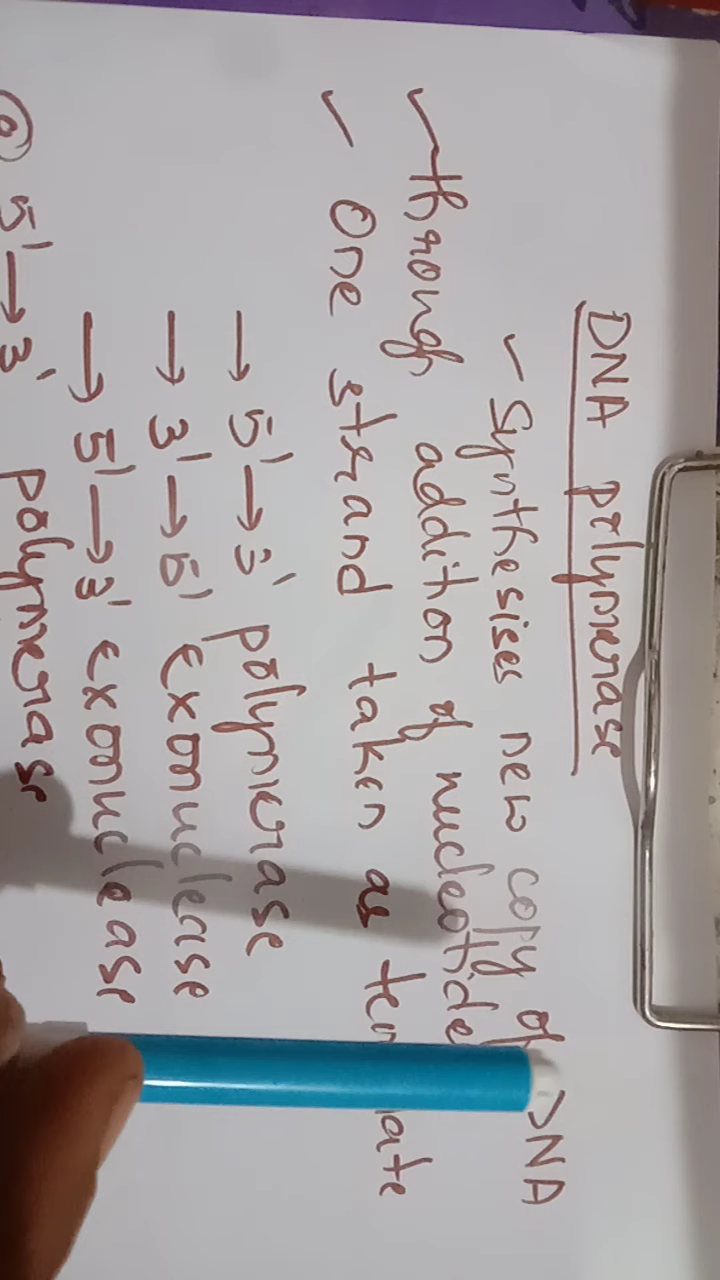 DNA polymerase
✓ Synthesises new copy of DNA
✓ through addition of nucleotide
✓ One strand taken as
→ 5' → 3' polymerase
→ 3' → 5' Exonuclease
→ 5' → 3' Exonuclease
@ 5' → 3' polymerase